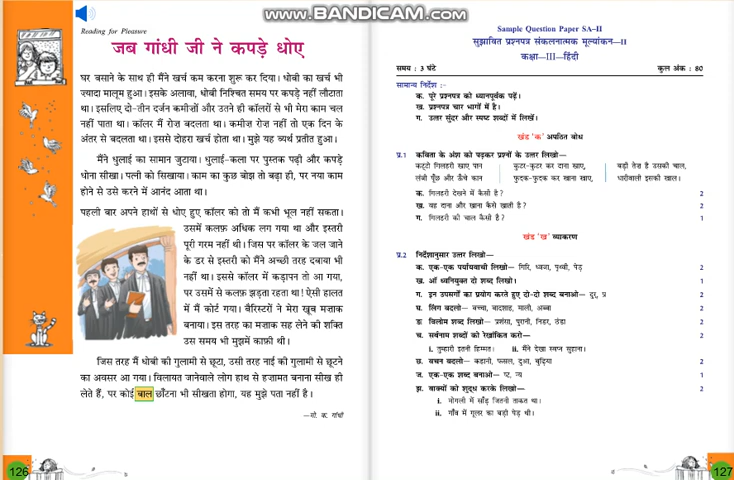 www.BANDICAM.com
Reading for Pleasure
जब गांधी जी ने कपड़े धोए
घर बसाने के साथ ही मैंने खर्च कम करना शुरू कर दिया। धोबी का खर्च भी
ज़्यादा मालूम हुआ। इसके अलावा, धोबी निश्चित समय पर कपड़े नहीं लौटाता
था। इसलिए दो-तीन दर्जन कमीज़ों और उतने ही कॉलरों से भी मेरा काम चल
नहीं पाता था। कॉलर मैं रोज़ बदलता था। कमीज़ रोज़ नहीं तो एक दिन के
अंतर से बदलता था। इससे दोहरा खर्च होता था। मुझे यह व्यर्थ प्रतीत हुआ।
मैंने धुलाई का सामान जुटाया। धुलाई-कला पर पुस्तक पढ़ी और कपड़े
धोना सीखा। पत्नी को सिखाया। काम का कुछ बोझ तो बढ़ा ही, पर नया काम
होने से उसे करने में आनंद आता था।
पहली बार अपने हाथों से धोए हुए कॉलर को तो मैं कभी भूल नहीं सकता।
उसमें कलफ़ अधिक लग गया था और इस्तरी
पूरी गरम नहीं थी। जिस पर कॉलर के जल जाने
के डर से इस्तरी को मैंने अच्छी तरह दबाया भी
नहीं था। इससे कॉलर में कड़ापन तो आ गया,
पर उसमें से कलफ़ झड़ता रहता था! ऐसी हालत
में मैं कोर्ट गया। बैरिस्टरों ने मेरा खूब मज़ाक
बनाया। इस तरह का मज़ाक सह लेने की शक्ति
उस समय भी मुझमें काफ़ी थी।
जिस तरह मैं धोबी की गुलामी से छूटा, उसी तरह नाई की गुलामी से छूटने
का अवसर आ गया। विलायत जानेवाले लोग हाथ से हजामत बनाना सीख ही
लेते हैं, पर कोई बाल छाँटना भी सीखता होगा, यह मुझे पता नहीं है।
—मो. क. गांधी
126
Sample Question Paper SA–II
सुझावित प्रश्नपत्र संकलनात्मक मूल्यांकन—II
कक्षा—III—हिंदी
समय : 3 घंटे कुल अंक : 80
सामान्य निर्देश :-
क. पूरे प्रश्नपत्र को ध्यानपूर्वक पढ़ें।
ख. प्रश्नपत्र चार भागों में है।
ग. उत्तर सुंदर और स्पष्ट शब्दों में लिखें।
खंड 'क' अपठित बोध
प्र.1 कविता के अंश को पढ़कर प्रश्नों के उत्तर लिखो—
कट्टो गिलहरी खाए पान कुटर-कुटर कर दाना खाए, बड़ी तेज़ है उसकी चाल,
लंबी पूँछ और ऊँचे कान फुदक-फुदक कर खाना खाए, धारीवाली इसकी खाल।
क. गिलहरी देखने में कैसी है? 2
ख. यह दाना और खाना कैसे खाती है? 2
ग. गिलहरी की चाल कैसी है? 1
खंड 'ख' व्याकरण
प्र.2 निर्देशानुसार उत्तर लिखो—
क. एक-एक पर्यायवाची लिखो— गिरि, ध्वजा, पृथ्वी, पेड़ 2
ख. ऑ ध्वनियुक्त दो शब्द लिखो। 1
ग. इन उपसर्गों का प्रयोग करते हुए दो-दो शब्द बनाओ— दुर्, प्र 2
घ. लिंग बदलो— बच्चा, बादशाह, माली, अब्बा 2
ङ. विलोम शब्द लिखो— प्रशंसा, पुरानी, निडर, ठंडा 2
च. सर्वनाम शब्दों को रेखांकित करो— 2
i. तुम्हारी इतनी हिम्मत। ii. मैंने देखा स्वप्न सुहाना।
छ. वचन बदलो— कहानी, फसल, दुआ, चुहिया 2
ज. एक-एक शब्द बनाओ— 1
झ. वाक्यों को शुद्ध करके लिखो— 2
i. मोगली में साँड़ जितनी ताकत था।
ii. गाँव में गूलर का बड़ी पेड़ थी।
127